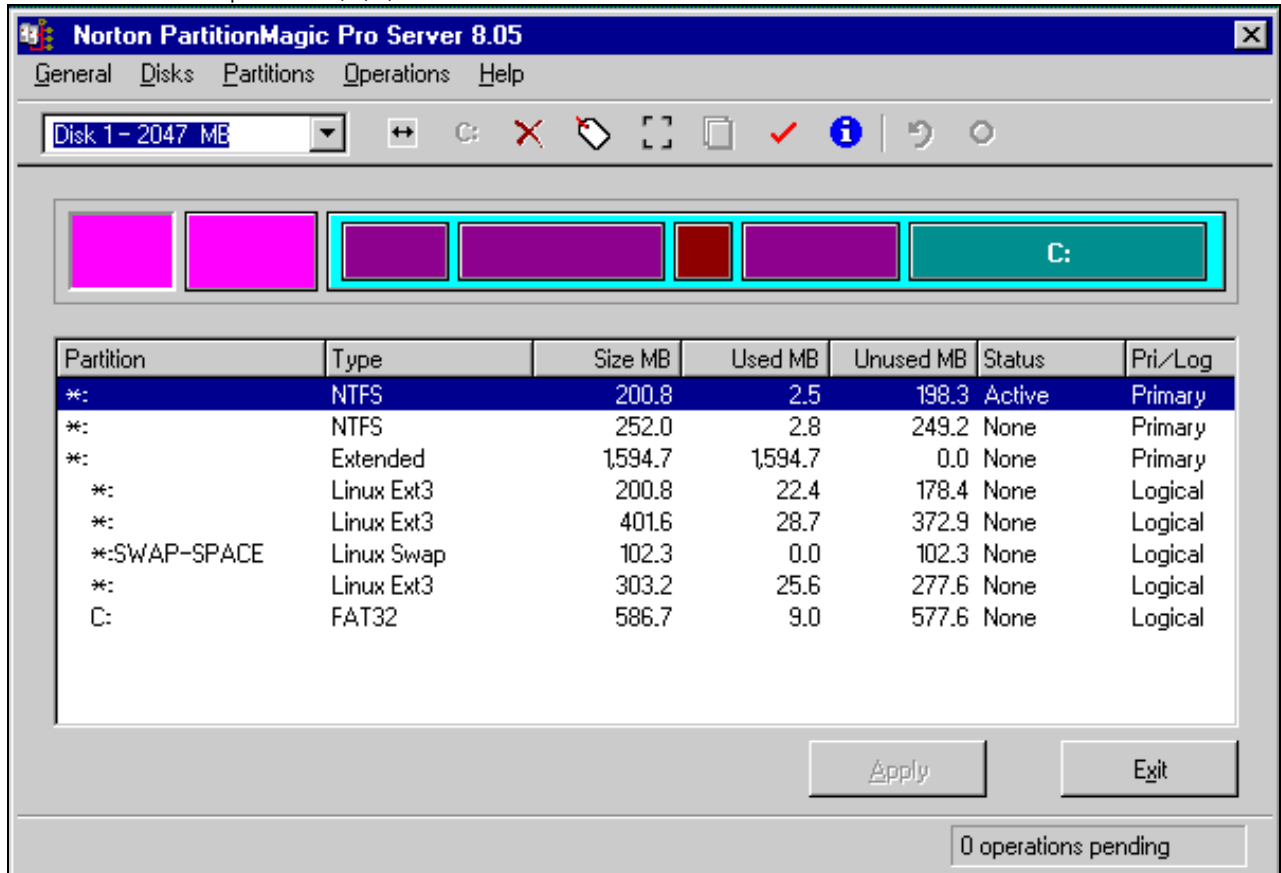 Norton PartitionMagic Pro Server 8.05
General Disks Partitions Operations Help
Disk 1 - 2047 MB C:
C:
Partition Type Size MB Used MB Unused MB Status Pri/Log
*: NTFS 200.8 2.5 198.3 Active Primary
*: NTFS 252.0 2.8 249.2 None Primary
*: Extended 1,594.7 1,594.7 0.0 None Primary
*: Linux Ext3 200.8 22.4 178.4 None Logical
*: Linux Ext3 401.6 28.7 372.9 None Logical
*:SWAP-SPACE Linux Swap 102.3 0.0 102.3 None Logical
*: Linux Ext3 303.2 25.6 277.6 None Logical
C: FAT32 586.7 9.0 577.6 None Logical
Apply Exit
0 operations pending